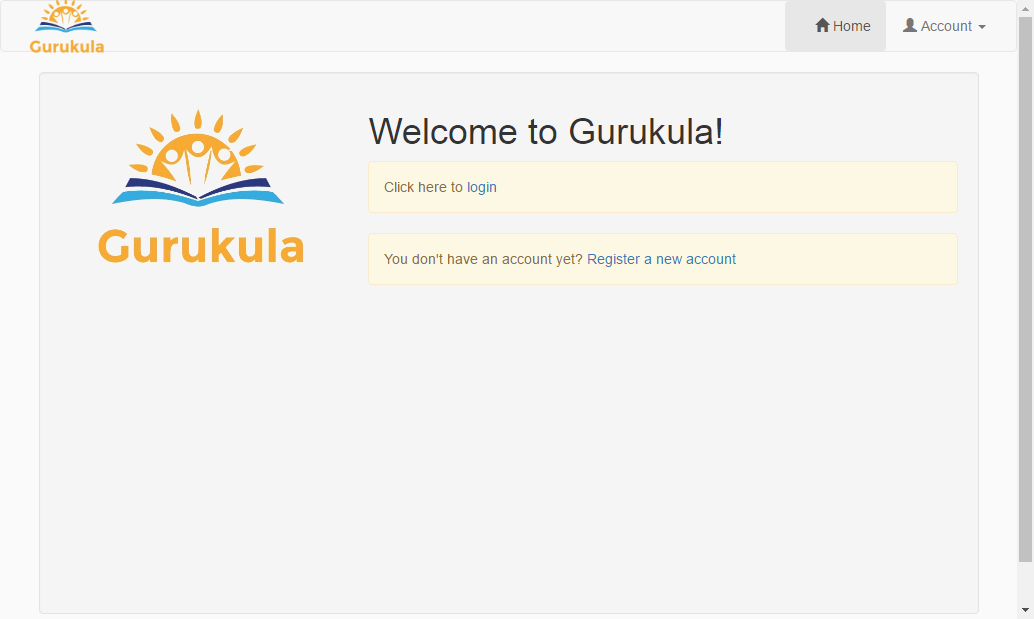 Gurukula
Home
Account
Gurukula
Welcome to Gurukula!
Click here to login
You don't have an account yet? Register a new account